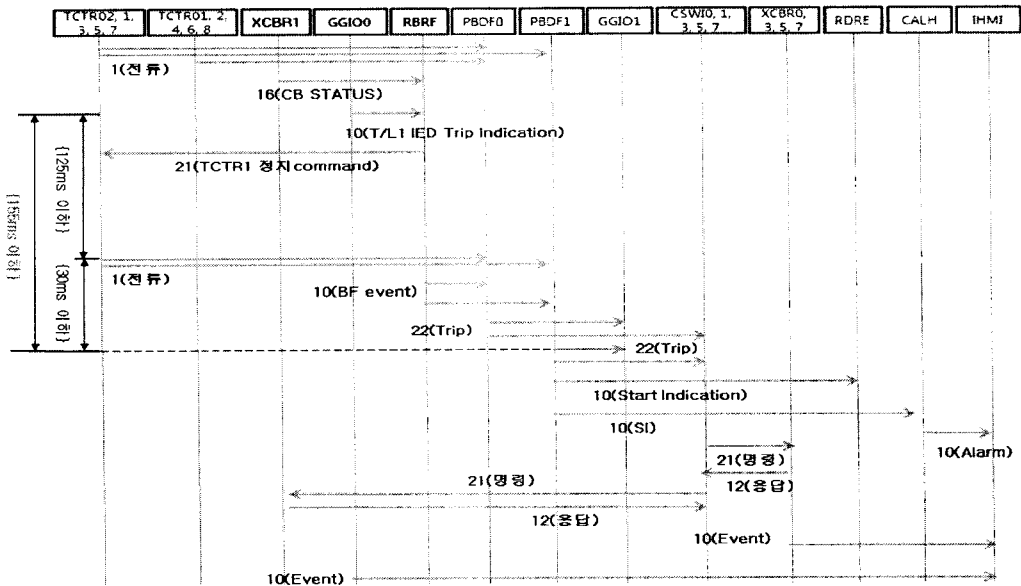 TCTR02, 1, 3, 5, 7
TCTR01, 2, 4, 6, 8
XCBR1
GGIO0
RBRF
PBDF0
PBDF1
GGIO1
CSWI0, 1, 3, 5, 7
XCBR0, 3, 5, 7
RDRE
CALH
IHMI
1(전류)
16(CB STATUS)
10(T/L1 IED Trip Indication)
21(TCTR1 정지 command)
{125ms 이하}
{155ms 이하}
1(전류)
{30ms 이하}
10(BF event)
22(Trip)
22(Trip)
10(Start Indication)
10(SI)
10(Alarm)
21(명령)
12(응답)
21(명령)
12(응답)
10(Event)
10(Event)